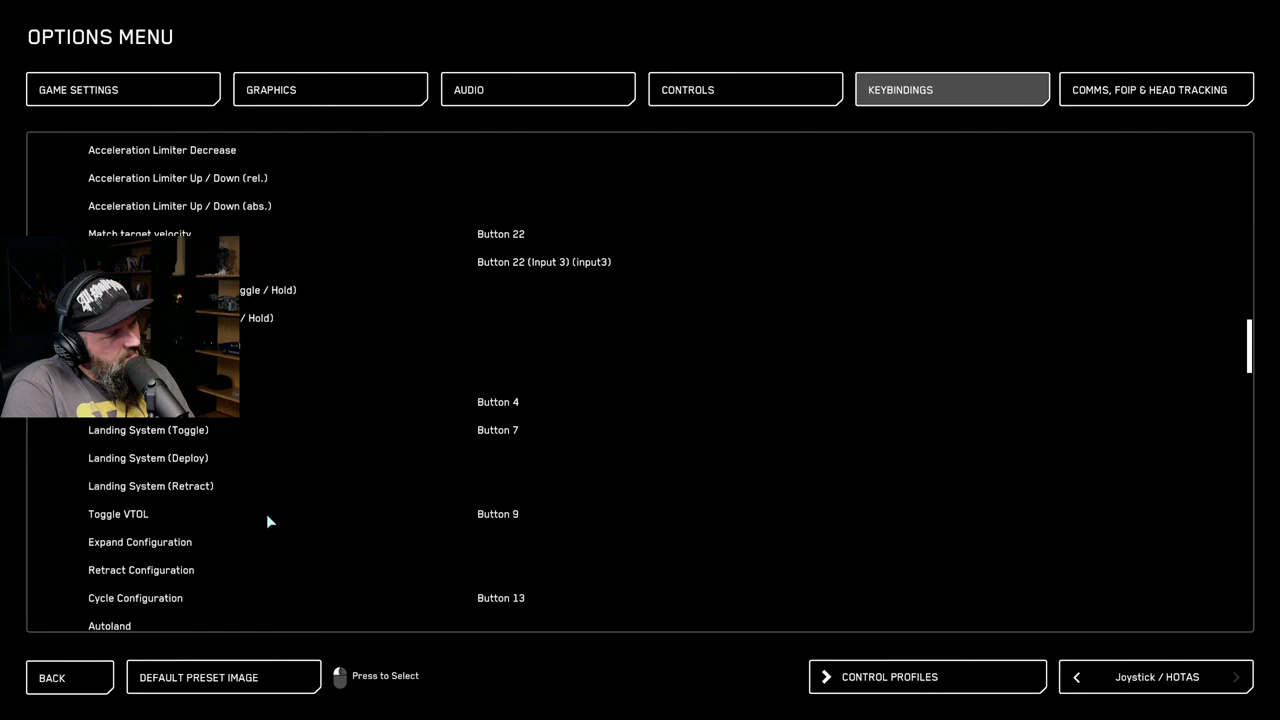 OPTIONS MENU
GAME SETTINGS
GRAPHICS
AUDIO
CONTROLS
KEYBINDINGS
COMMS, FOIP & HEAD TRACKING
Acceleration Limiter Decrease
Acceleration Limiter Up / Down (rel.)
Acceleration Limiter Up / Down (abs.)
Match target velocity Button 22
Button 22 (Input 3) (input3)
ggle / Hold)
/ Hold)
Button 4
Landing System (Toggle) Button 7
Landing System (Deploy)
Landing System (Retract)
Toggle VTOL Button 9
Expand Configuration
Retract Configuration
Cycle Configuration Button 13
Autoland
BACK
DEFAULT PRESET IMAGE
Press to Select
CONTROL PROFILES
Joystick / HOTAS